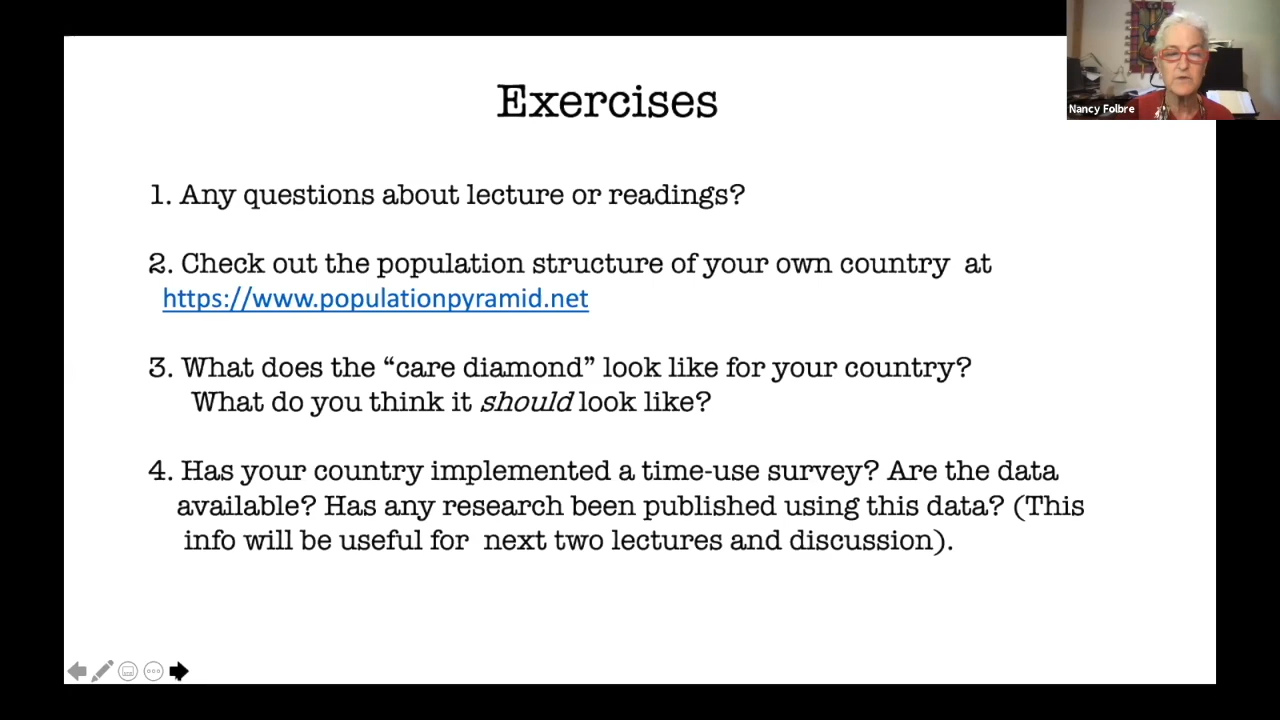 Exercises
Nancy Folbre
1. Any questions about lecture or readings?
2. Check out the population structure of your own country at
https://www.populationpyramid.net
3. What does the “care diamond” look like for your country?
What do you think it should look like?
4. Has your country implemented a time-use survey? Are the data
available? Has any research been published using this data? (This
info will be useful for next two lectures and discussion).